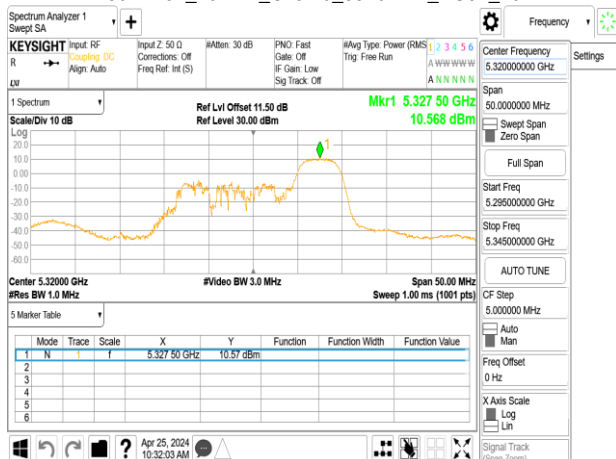 Spectrum Analyzer 1
Swept SA
Frequency
Settings
KEYSIGHT
R
Input: RF
Coupling: DC
Align: Auto
Input Z: 50 Ω
Corrections: Off
Freq Ref: Int (S)
#Atten: 30 dB
PNO: Fast
Gate: Off
IF Gain: Low
Sig Track: Off
#Avg Type: Power (RMS
Trig: Free Run
1 2 3 4 5 6
A W W W W W
A N N N N N
1 Spectrum
Scale/Div 10 dB
Log
Ref Lvl Offset 11.50 dB
Ref Level 30.00 dBm
Mkr1 5.327 50 GHz
10.568 dBm
1
20.0
10.0
0.00
-10.0
-20.0
-30.0
-40.0
-50.0
-60.0
Center 5.32000 GHz
#Res BW 1.0 MHz
#Video BW 3.0 MHz
Span 50.00 MHz
Sweep 1.00 ms (1001 pts)
5 Marker Table
Mode Trace Scale X Y Function Function Width Function Value
1 N 1 f 5.327 50 GHz 10.57 dBm
2
3
4
5
6
Center Frequency
5.320000000 GHz
Span
50.0000000 MHz
Swept Span
Zero Span
Full Span
Start Freq
5.295000000 GHz
Stop Freq
5.345000000 GHz
AUTO TUNE
CF Step
5.000000 MHz
Auto
Man
Freq Offset
0 Hz
X Axis Scale
Log
Lin
Signal Track
(Span Zoom)
Apr 25, 2024
10:32:03 AM